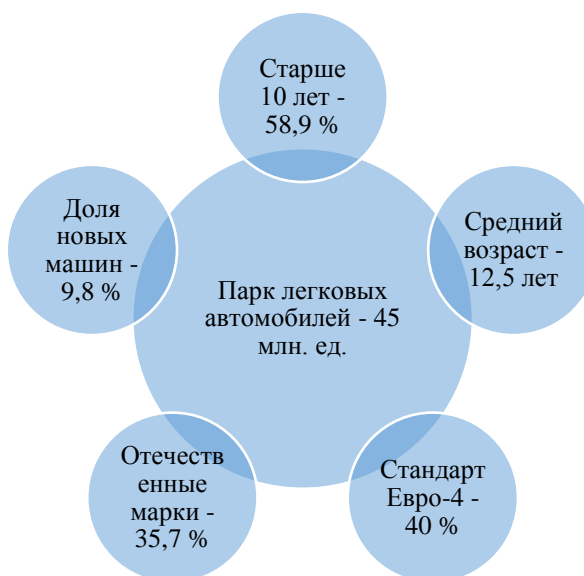 Старше
10 лет -
58,9 %
Доля
новых
машин -
9,8 %
Средний
возраст -
12,5 лет
Парк легковых
автомобилей - 45
млн. ед.
Отечеств
енные
марки -
35,7 %
Стандарт
Евро-4 -
40 %